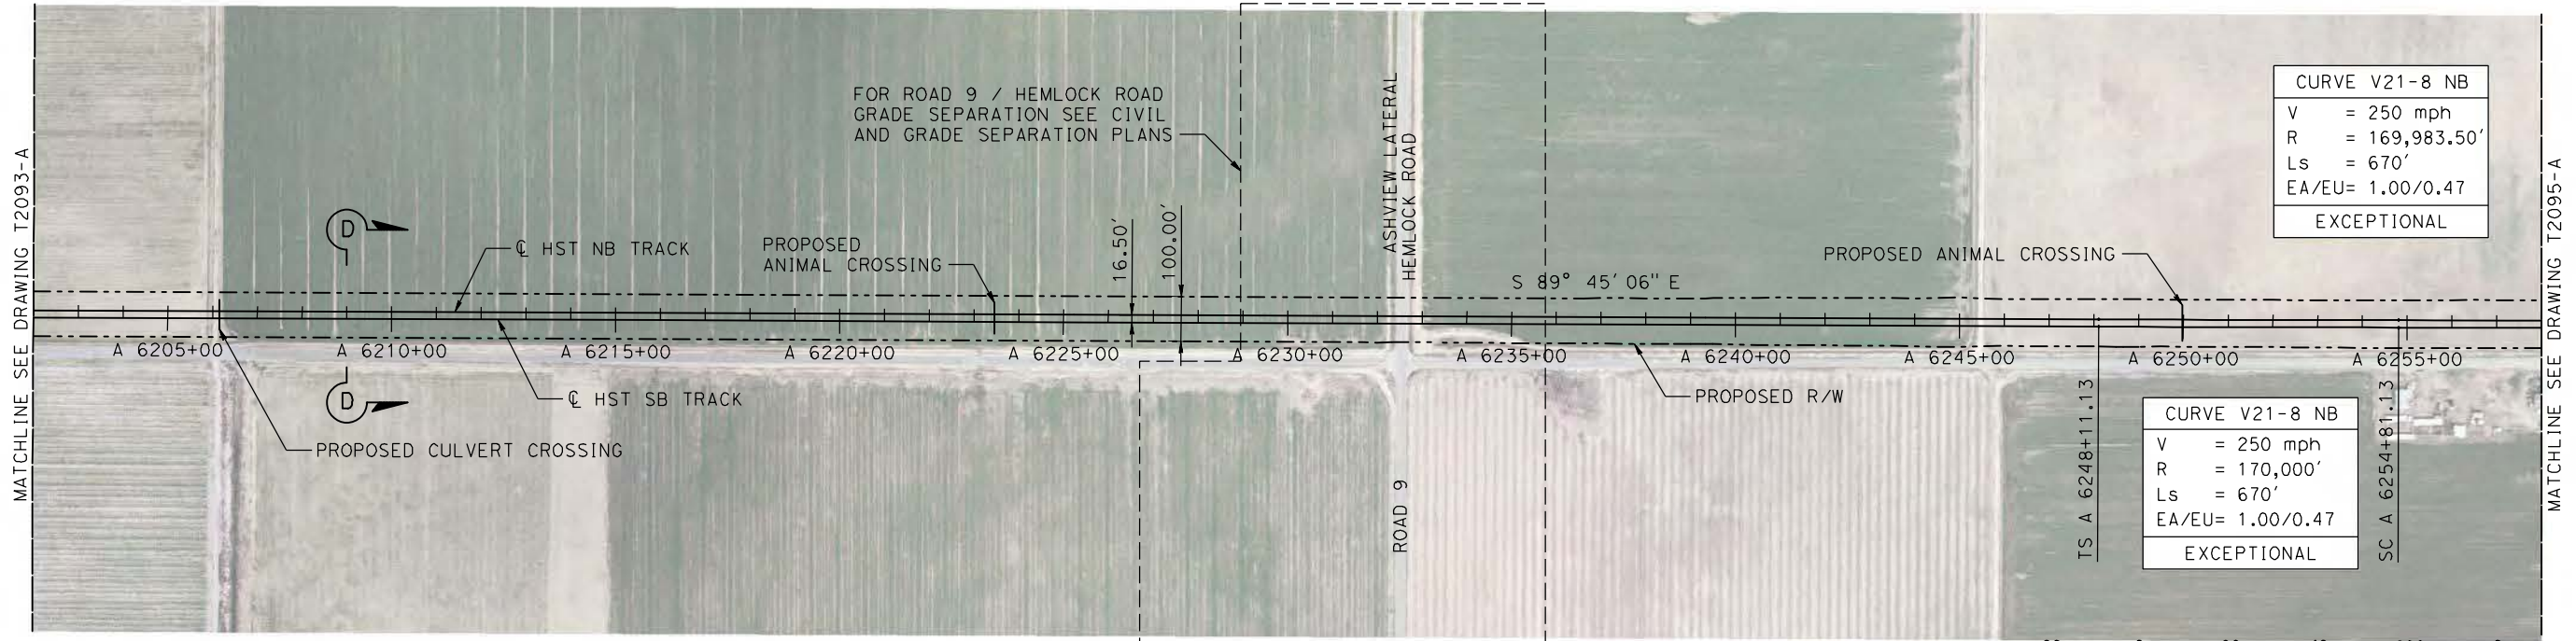 MATCHLINE SEE DRAWING T2093-A
FOR ROAD 9 / HEMLOCK ROAD
GRADE SEPARATION SEE CIVIL
AND GRADE SEPARATION PLANS
ASHVIEW LATERAL
HEMLOCK ROAD
CURVE V21-8 NB
V = 250 mph
R = 169,983.50'
Ls = 670'
EA/EU= 1.00/0.47
EXCEPTIONAL
D
℄ HST NB TRACK
PROPOSED
ANIMAL CROSSING
16.50'
100.00'
S 89° 45' 06" E
PROPOSED ANIMAL CROSSING
A 6205+00
A 6210+00
A 6215+00
A 6220+00
A 6225+00
A 6230+00
A 6235+00
A 6240+00
A 6245+00
A 6250+00
A 6255+00
D
℄ HST SB TRACK
PROPOSED CULVERT CROSSING
PROPOSED R/W
ROAD 9
TS A 6248+11.13
CURVE V21-8 NB
V = 250 mph
R = 170,000'
Ls = 670'
EA/EU= 1.00/0.47
EXCEPTIONAL
SC A 6254+81.13
MATCHLINE SEE DRAWING T2095-A